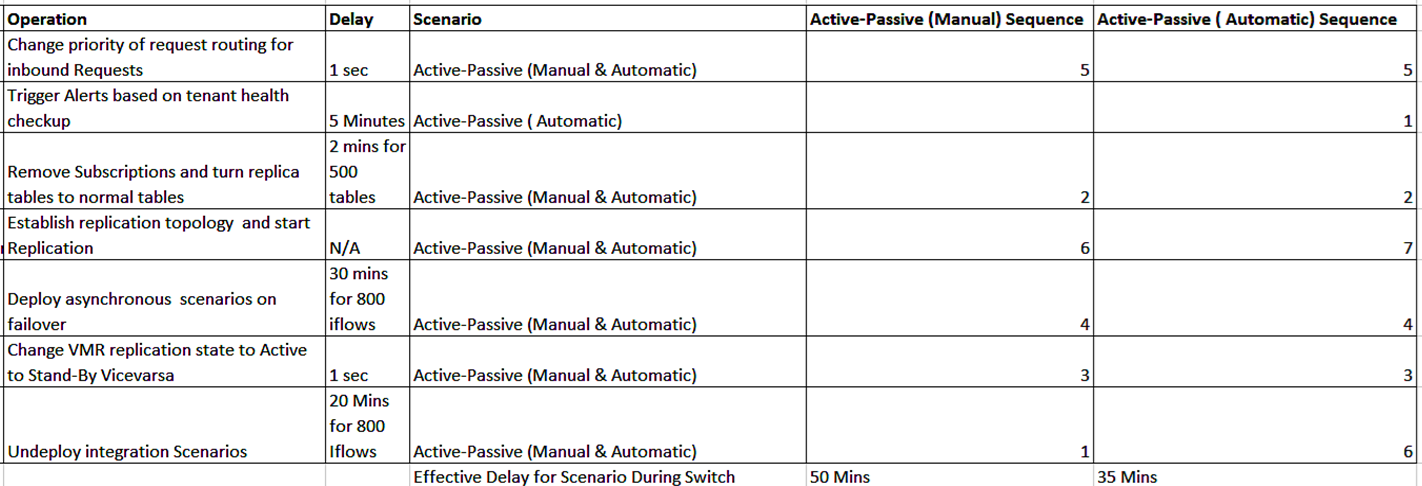 Operation Delay Scenario Active-Passive (Manual) Sequence Active-Passive ( Automatic) Sequence
Change priority of request routing for
inbound Requests 1 sec Active-Passive (Manual & Automatic) 5 5
Trigger Alerts based on tenant health
checkup 5 Minutes Active-Passive ( Automatic) 1
2 mins for
Remove Subscriptions and turn replica 500
tables to normal tables tables Active-Passive (Manual & Automatic) 2 2
Establish replication topology  and start
Replication N/A Active-Passive (Manual & Automatic) 6 7
30 mins
Deploy asynchronous  scenarios on for 800
failover iflows Active-Passive (Manual & Automatic) 4 4
Change VMR replication state to Active
to Stand-By Vicevarsa 1 sec Active-Passive (Manual & Automatic) 3 3
20 Mins
for 800
Undeploy integration Scenarios Iflows Active-Passive (Manual & Automatic) 1 6
Effective Delay for Scenario During Switch 50 Mins 35 Mins